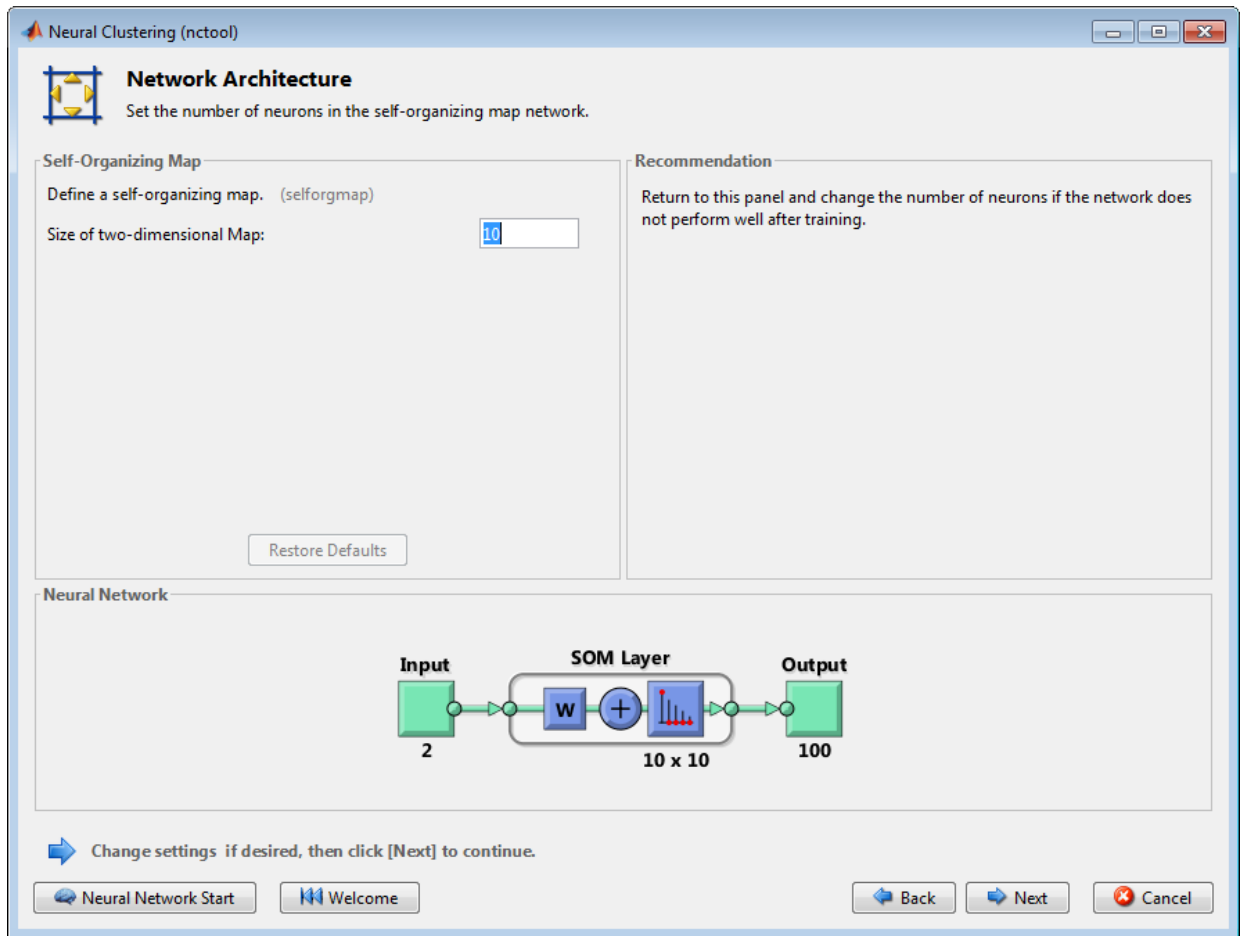 Neural Clustering (nctool)
Network Architecture
Set the number of neurons in the self-organizing map network.
Self-Organizing Map
Define a self-organizing map. (selforgmap)
Size of two-dimensional Map: 10
Restore Defaults
Recommendation
Return to this panel and change the number of neurons if the network does
not perform well after training.
Neural Network
Input
SOM Layer
Output
W
+
2
10 x 10
100
Change settings if desired, then click [Next] to continue.
Neural Network Start
Welcome
Back
Next
Cancel